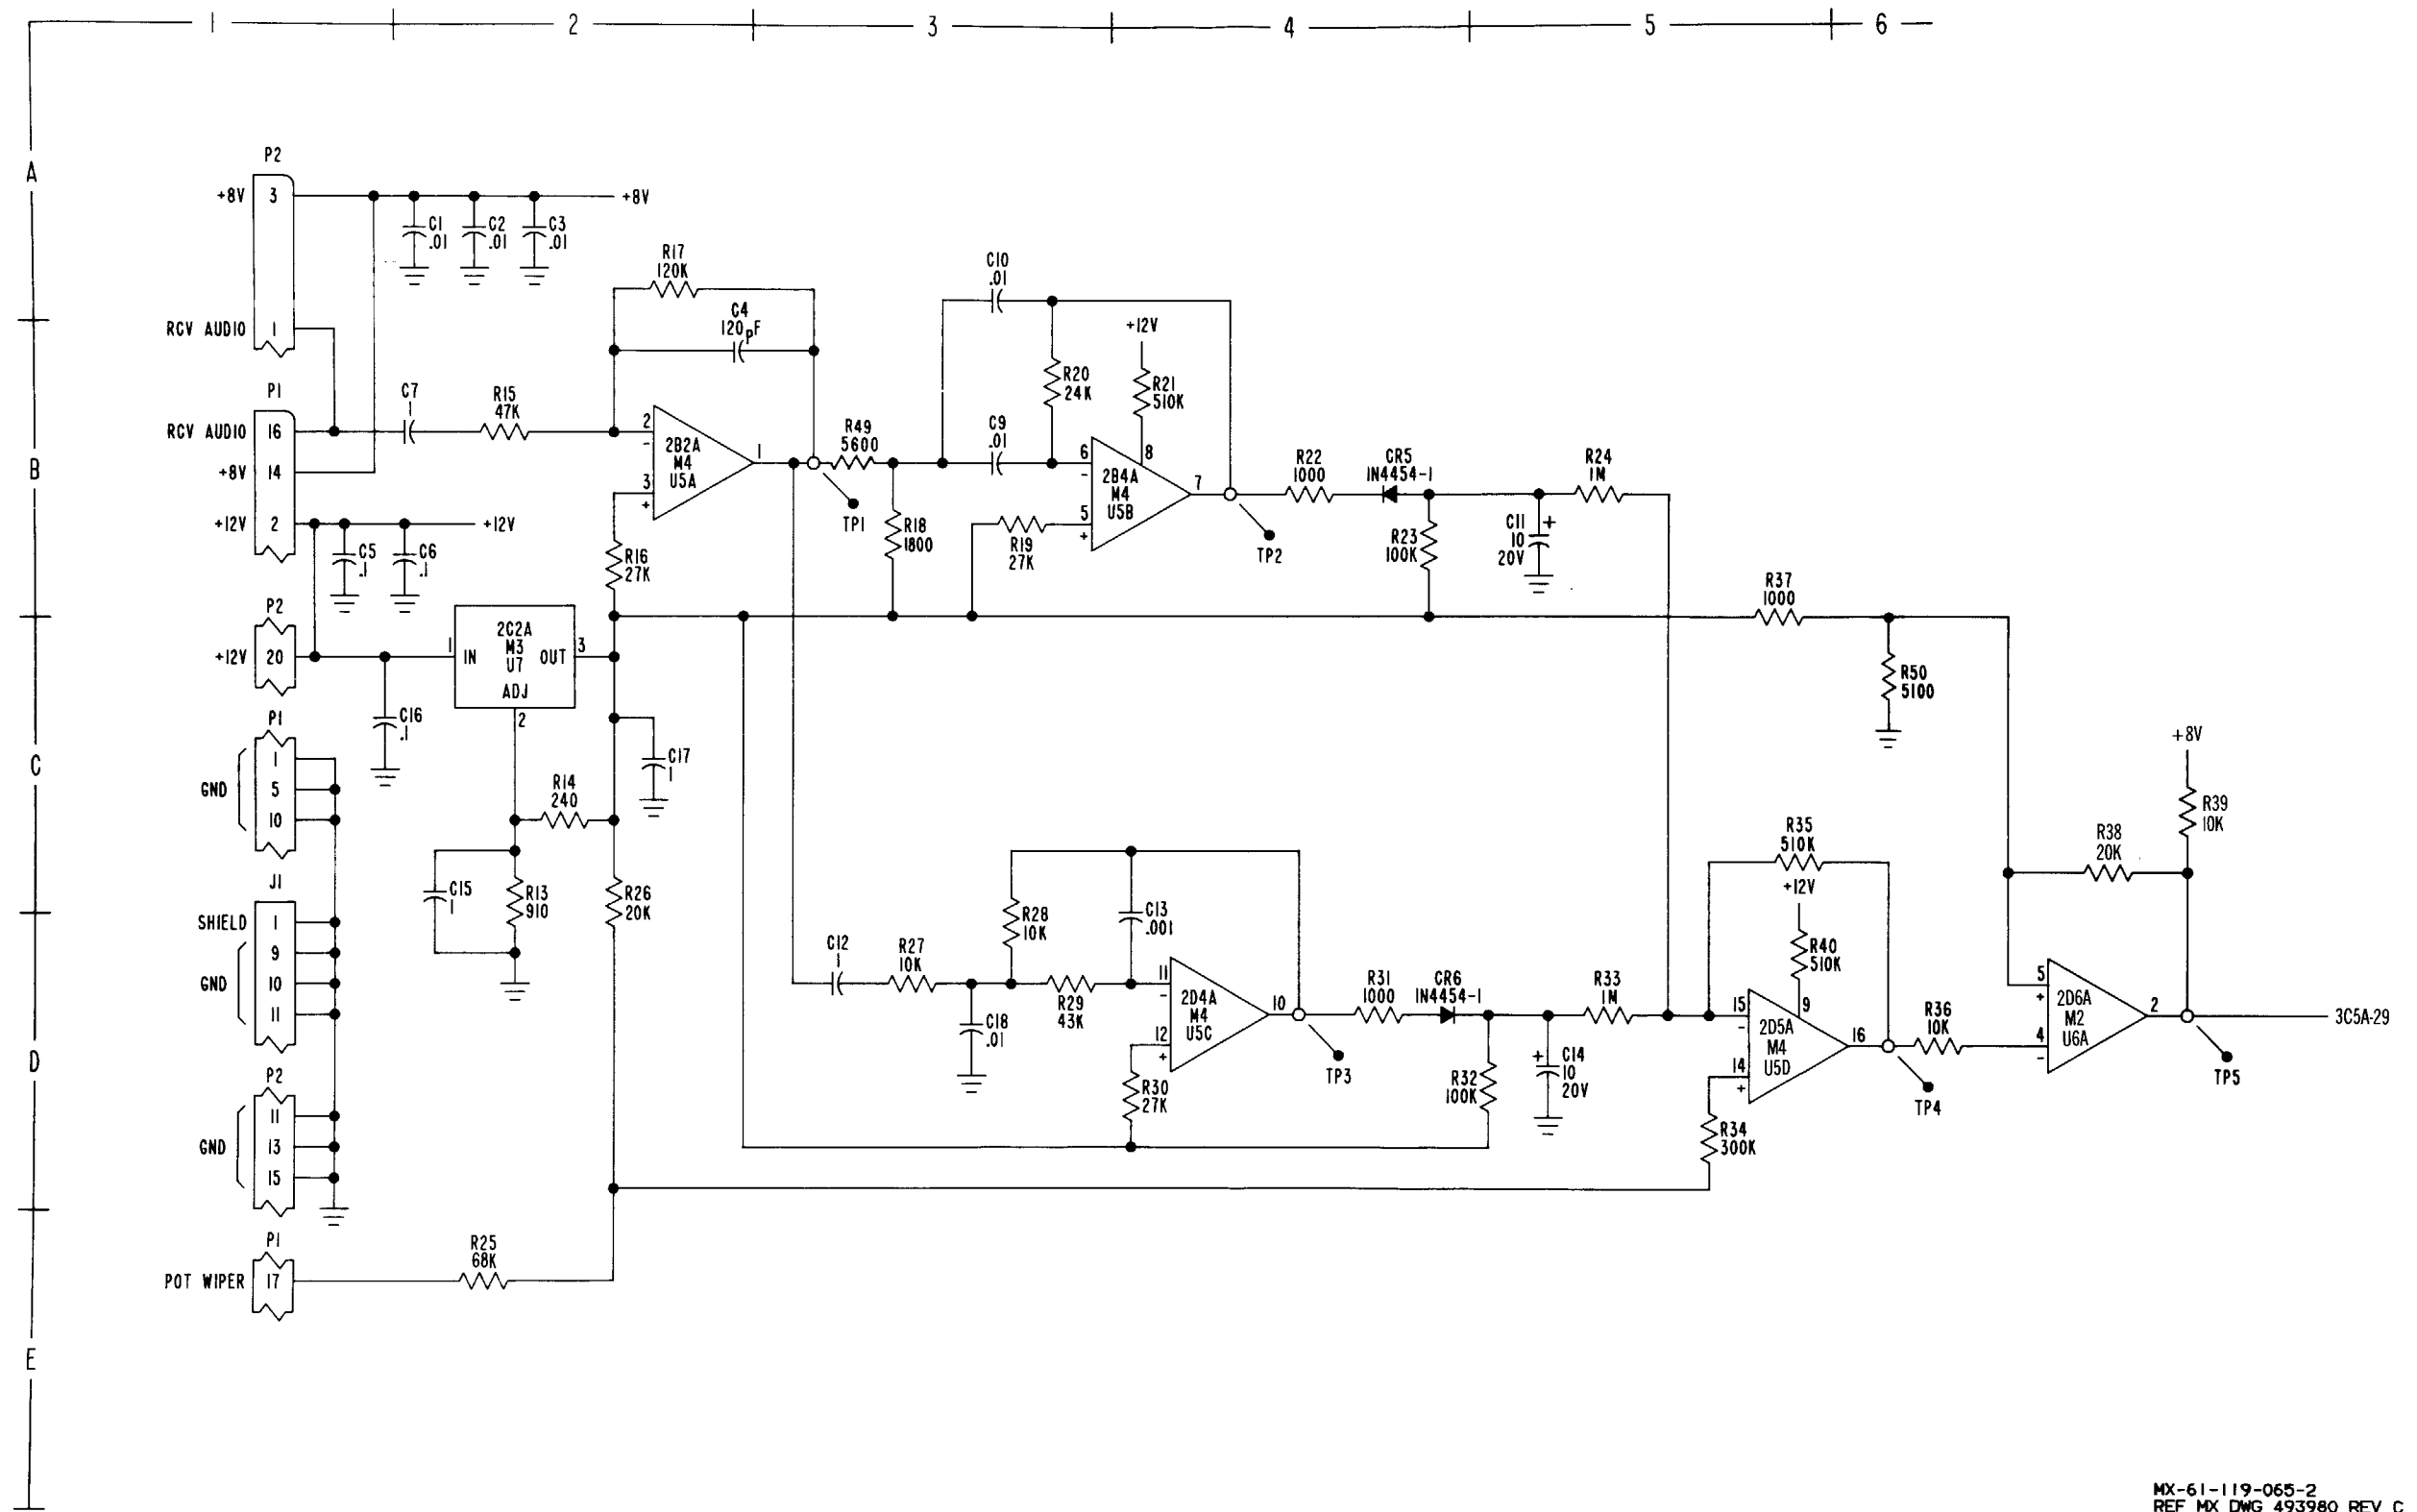 1 2 3 4 5 6
A
B
C
D
E
P2
+8V 3
+8V
C1
.01
C2
.01
C3
.01
RCV AUDIO 1
P1
RCV AUDIO 16
+8V 14
+12V 2
+12V
C5
.1
C6
.1
C7
1
R15
47K
R17
120K
C4
120pF
2
-
3
+
2B2A
M4
U5A
1
TP1
R16
27K
R49
5600
R18
1800
C10
.01
C9
.01
R20
24K
+12V
R21
510K
R19
27K
6
-
5
+
8
2B4A
M4
U5B
7
TP2
R22
1000
CR5
1N4454-1
R23
100K
C11
10
20V
+
R24
1M
R37
1000
R50
5100
P2
+12V 20
C16
.1
1 IN
2C2A
M3
U7
OUT 3
ADJ
2
C17
1
R14
240
C15
1
R13
910
R26
20K
P1
GND
1
5
10
J1
SHIELD 1
GND
9
10
11
P2
GND
11
13
15
P1
POT WIPER 17
R25
68K
C12
1
R27
10K
C18
.01
R28
10K
R29
43K
C13
.001
11
-
12
+
2D4A
M4
U5C
10
TP3
R30
27K
R31
1000
CR6
1N4454-1
R32
100K
+
C14
10
20V
R33
1M
R35
510K
+12V
R40
510K
15
-
14
+
9
2D5A
M4
U5D
16
TP4
R34
300K
R36
10K
+8V
R39
10K
R38
20K
5
+
4
-
2D6A
M2
U6A
2
TP5
3C5A-29
MX-61-119-065-2
REF MX DWG 493980 REV C